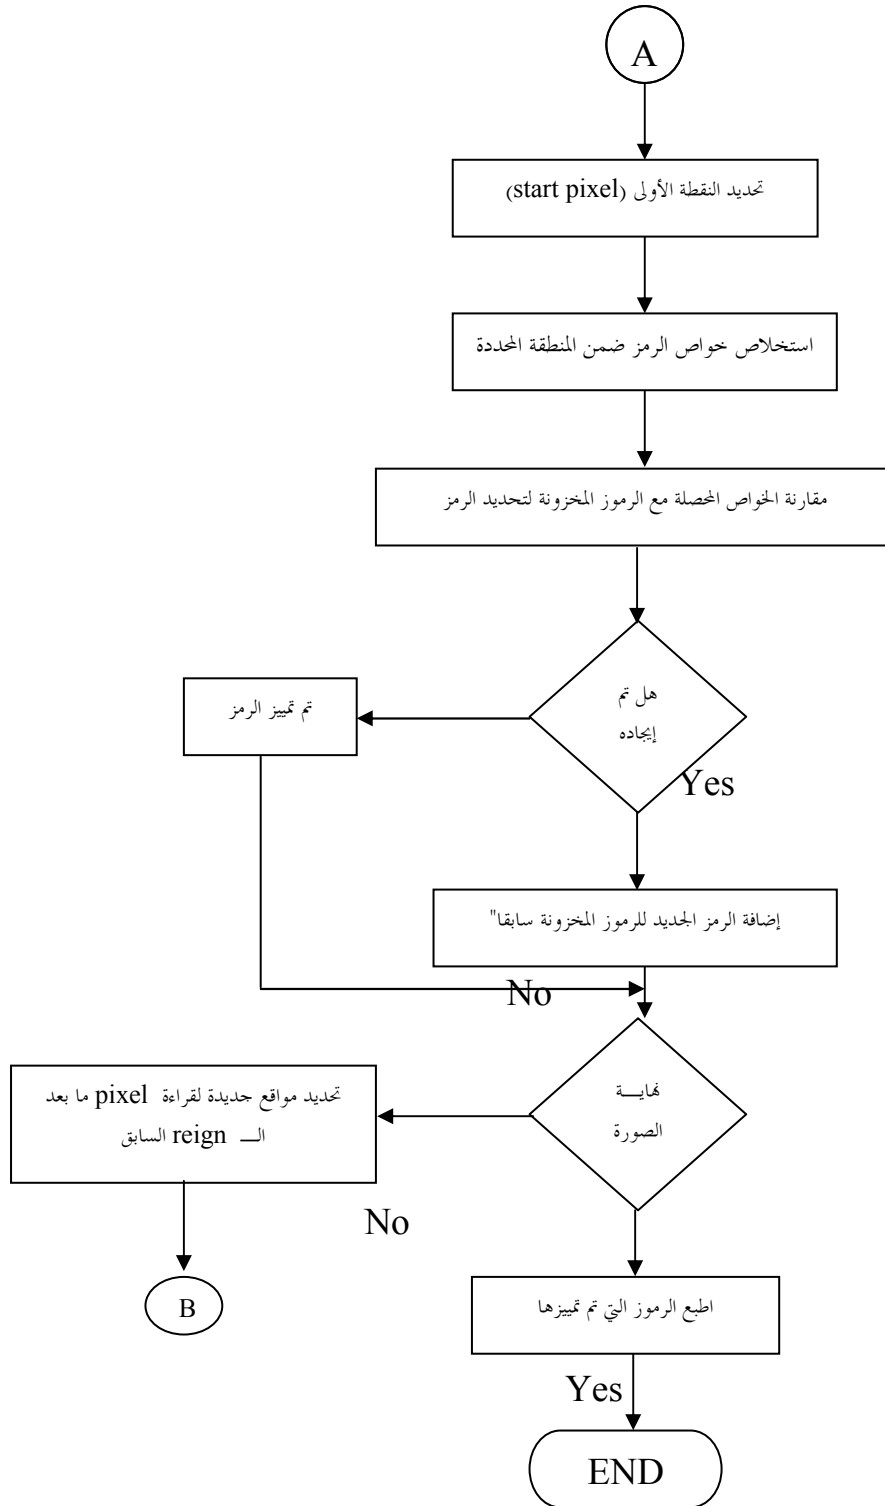 A
تحديد النقطة الأولى (start pixel)
استخلاص خواص الرمز ضمن المنطقة المحددة
مقارنة الخواص المحصلة مع الرموز المخزونة لتحديد الرمز
هل تم
إيجاده
تم تمييز الرمز
Yes
إضافة الرمز الجديد للرموز المخزونة سابقا"
No
نهايــة
الصورة
تحديد مواقع جديدة لقراءة pixel ما بعد
الــ reign السابق
No
B
اطبع الرموز التي تم تمييزها
Yes
END